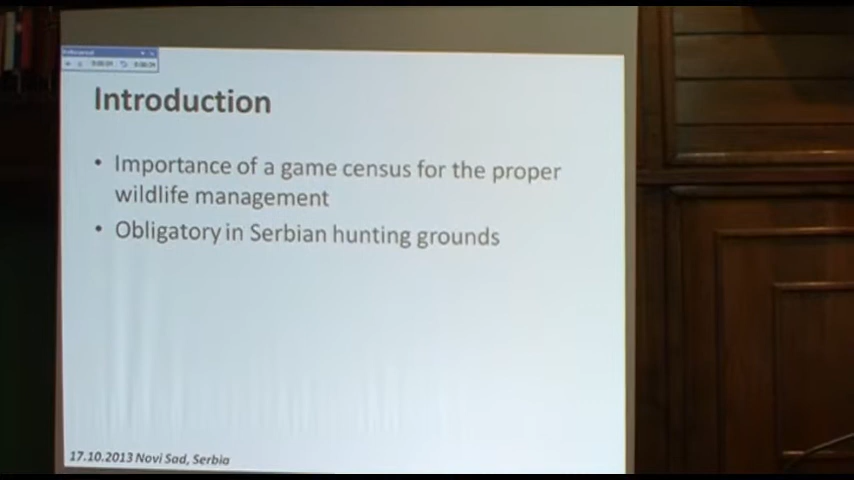 Introduction
• Importance of a game census for the proper
wildlife management
• Obligatory in Serbian hunting grounds
17.10.2013 Novi Sad, Serbia